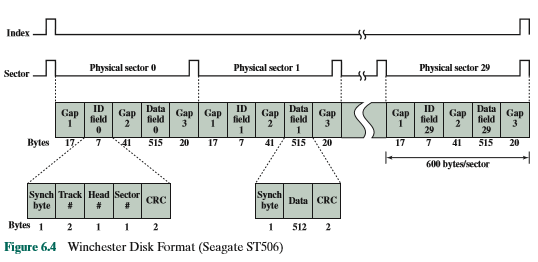 Index
Sector Physical sector 0 Physical sector 1 Physical sector 29
Gap 1 ID field 0 Gap 2 Data field 0 Gap 3 Gap 1 ID field 1 Gap 2 Data field 1 Gap 3 Gap 1 ID field 29 Gap 2 Data field 29 Gap 3
Bytes 17 7 41 515 20 17 7 41 515 20 17 7 41 515 20
600 bytes/sector
Synch byte Track # Head # Sector # CRC Synch byte Data CRC
Bytes 1 2 1 1 2 1 512 2
Figure 6.4 Winchester Disk Format (Seagate ST506)